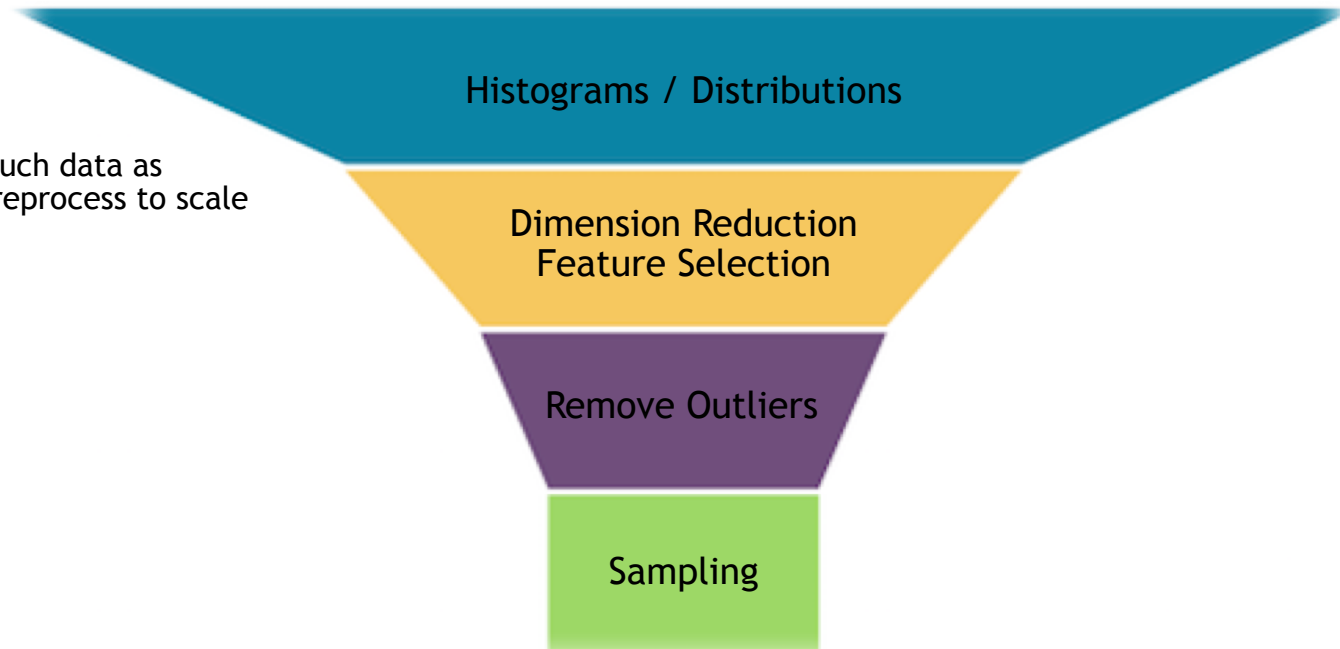 Histograms / Distributions
uch data as
reprocess to scale
Dimension Reduction
Feature Selection
Remove Outliers
Sampling